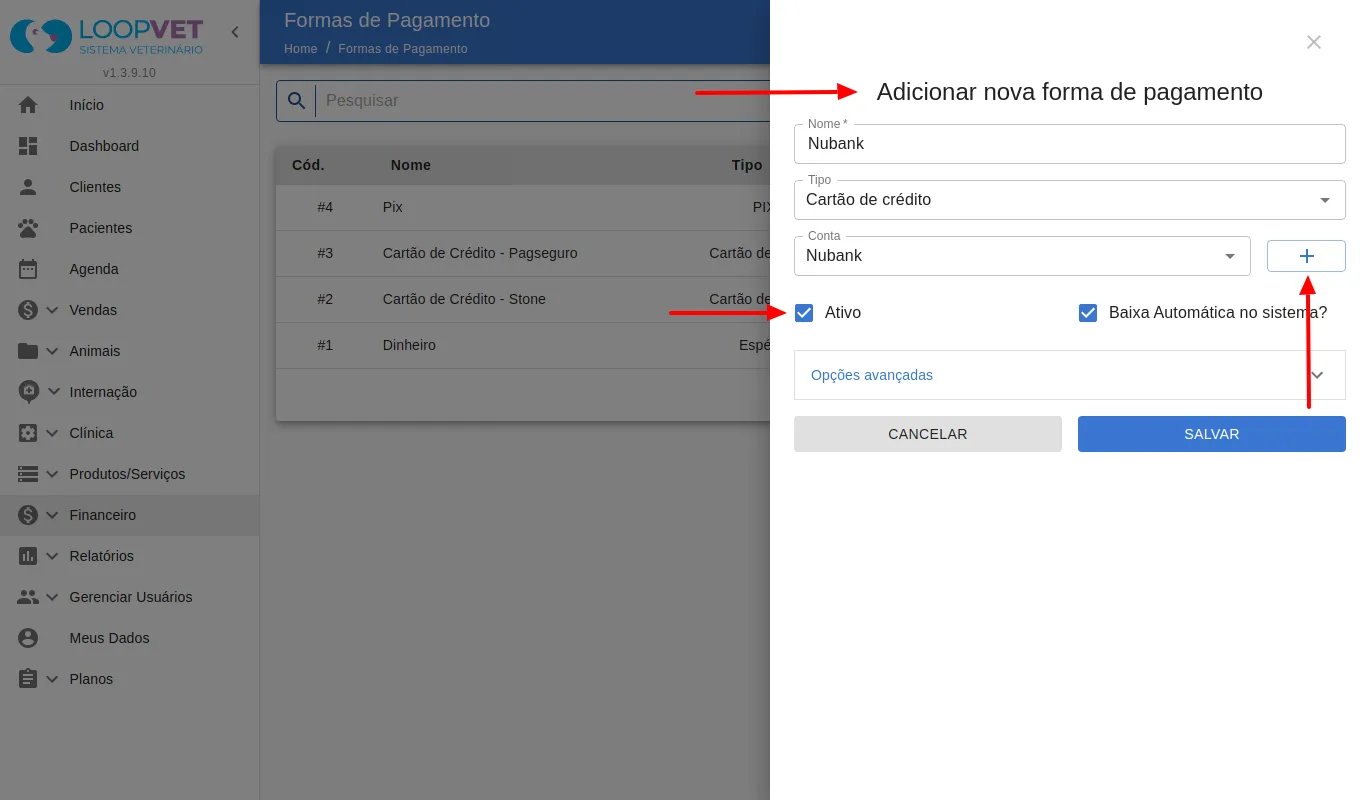 LOOPVET
SISTEMA VETERINÁRIO
v1.3.9.10
Início
Dashboard
Clientes
Pacientes
Agenda
Vendas
Animais
Internação
Clínica
Produtos/Serviços
Financeiro
Relatórios
Gerenciar Usuários
Meus Dados
Planos
Formas de Pagamento
Home / Formas de Pagamento
Pesquisar
Cód. Nome Tipo
#4 Pix PIX
#3 Cartão de Crédito - Pagseguro Cartão de
#2 Cartão de Crédito - Stone Cartão de
#1 Dinheiro Espé
Adicionar nova forma de pagamento
Nome *
Nubank
Tipo
Cartão de crédito
Conta
Nubank
Ativo Baixa Automática no sistema?
Opções avançadas
CANCELAR SALVAR